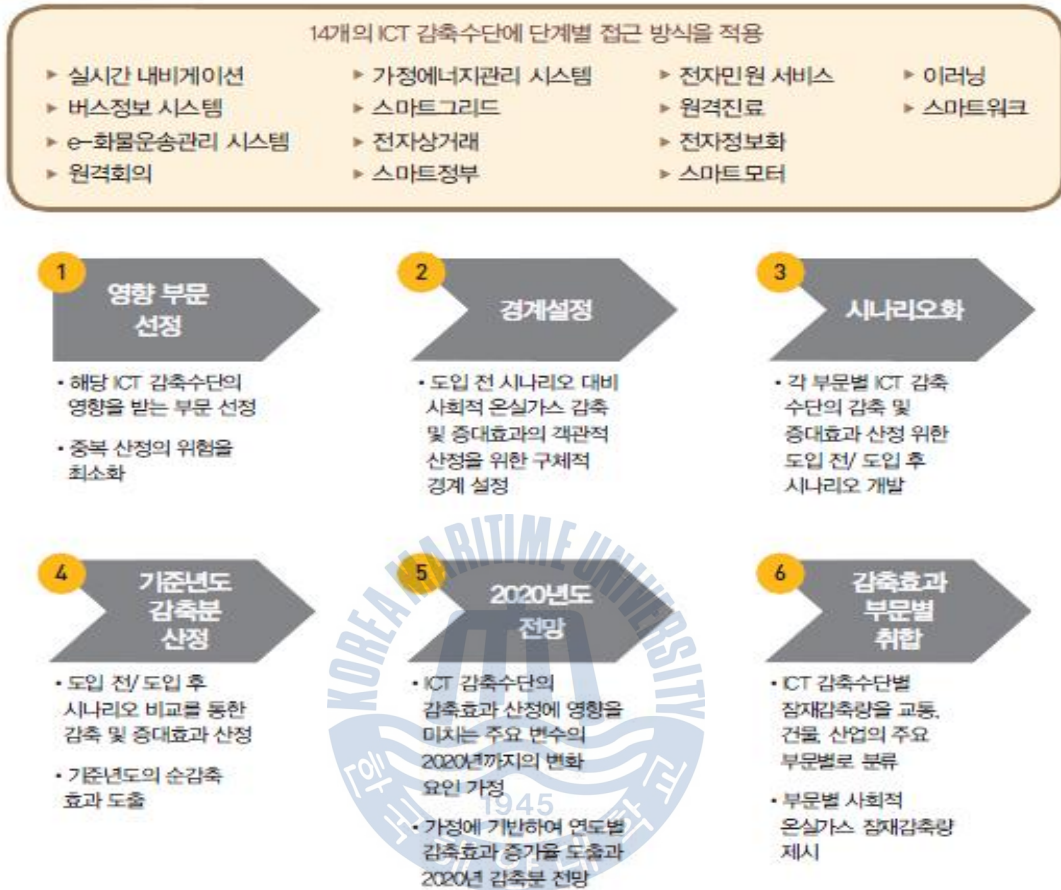 14개의 ICT 감축수단에 단계별 접근 방식을 적용
▸ 실시간 내비게이션
▸ 버스정보 시스템
▸ e-화물운송관리 시스템
▸ 원격회의
▸ 가정에너지관리 시스템
▸ 스마트그리드
▸ 전자상거래
▸ 스마트정부
▸ 전자민원 서비스
▸ 원격진료
▸ 전자정보화
▸ 스마트모터
▸ 이러닝
▸ 스마트워크
1
영향 부문
선정
• 해당 ICT 감축수단의
영향을 받는 부문 선정
• 중복 산정의 위험을
최소화
2
경계설정
• 도입 전 시나리오 대비
사회적 온실가스 감축
및 증대효과의 객관적
산정을 위한 구체적
경계 설정
3
시나리오화
• 각 부문별 ICT 감축
수단의 감축 및
증대효과 산정 위한
도입 전/ 도입 후
시나리오 개발
4
기준년도
감축분
산정
• 도입 전/ 도입 후
시나리오 비교를 통한
감축 및 증대효과 산정
• 기준년도의 순감축
효과 도출
5
2020년도
전망
• ICT 감축수단의
감축효과 산정에 영향을
미치는 주요 변수의
2020년까지의 변화
요인 가정
• 가정에 기반하여 연도별
감축효과 증가율 도출과
2020년 감축분 전망
6
감축효과
부문별
취합
• ICT 감축수단별
잠재감축량을 교통,
건물, 산업의 주요
부문별로 분류
• 부문별 사회적
온실가스 잠재감축량
제시
KOREA MARITIME UNIVERSITY
1945
한국해양대학교